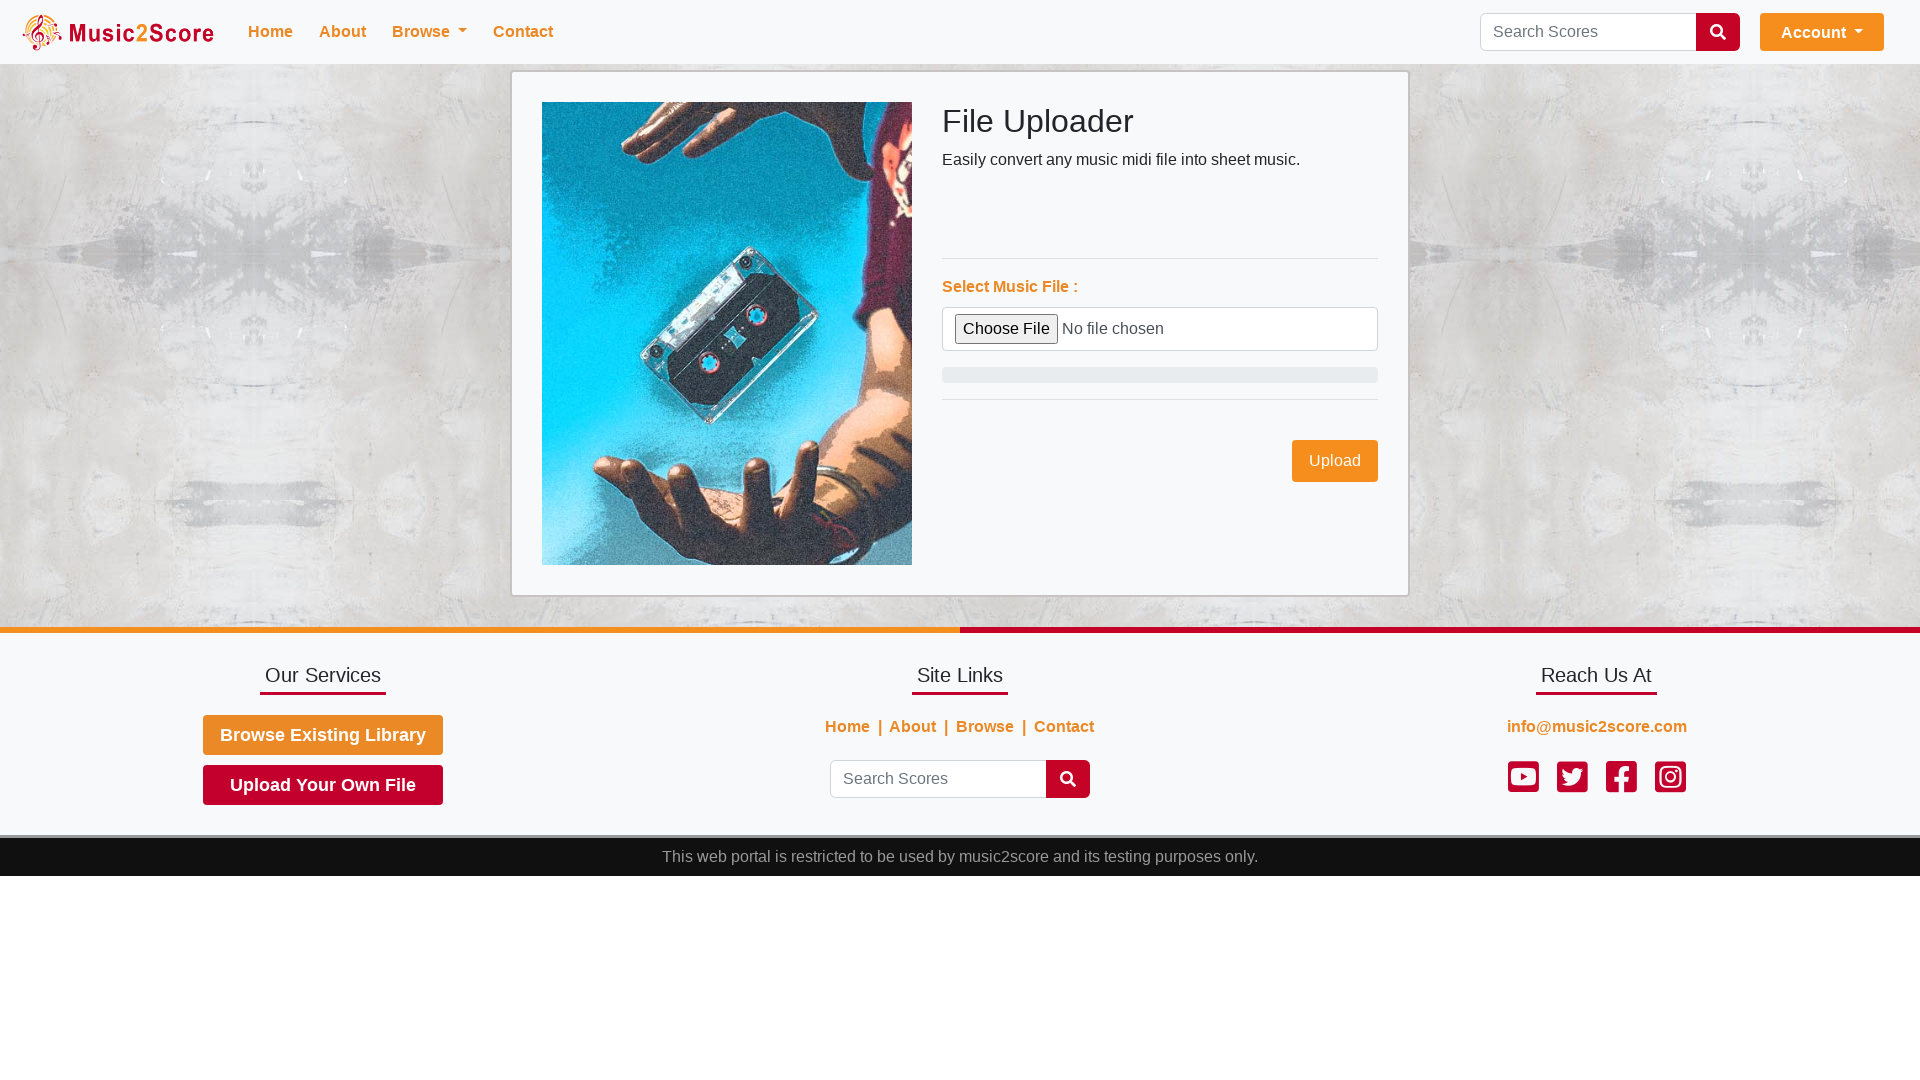 Music2Score
Home
About
Browse
Contact
Search Scores
Account
File Uploader
Easily convert any music midi file into sheet music.
Select Music File :
Choose File No file chosen
Upload
Our Services
Browse Existing Library
Upload Your Own File
Site Links
Home | About | Browse | Contact
Search Scores
Reach Us At
info@music2score.com
This web portal is restricted to be used by music2score and its testing purposes only.